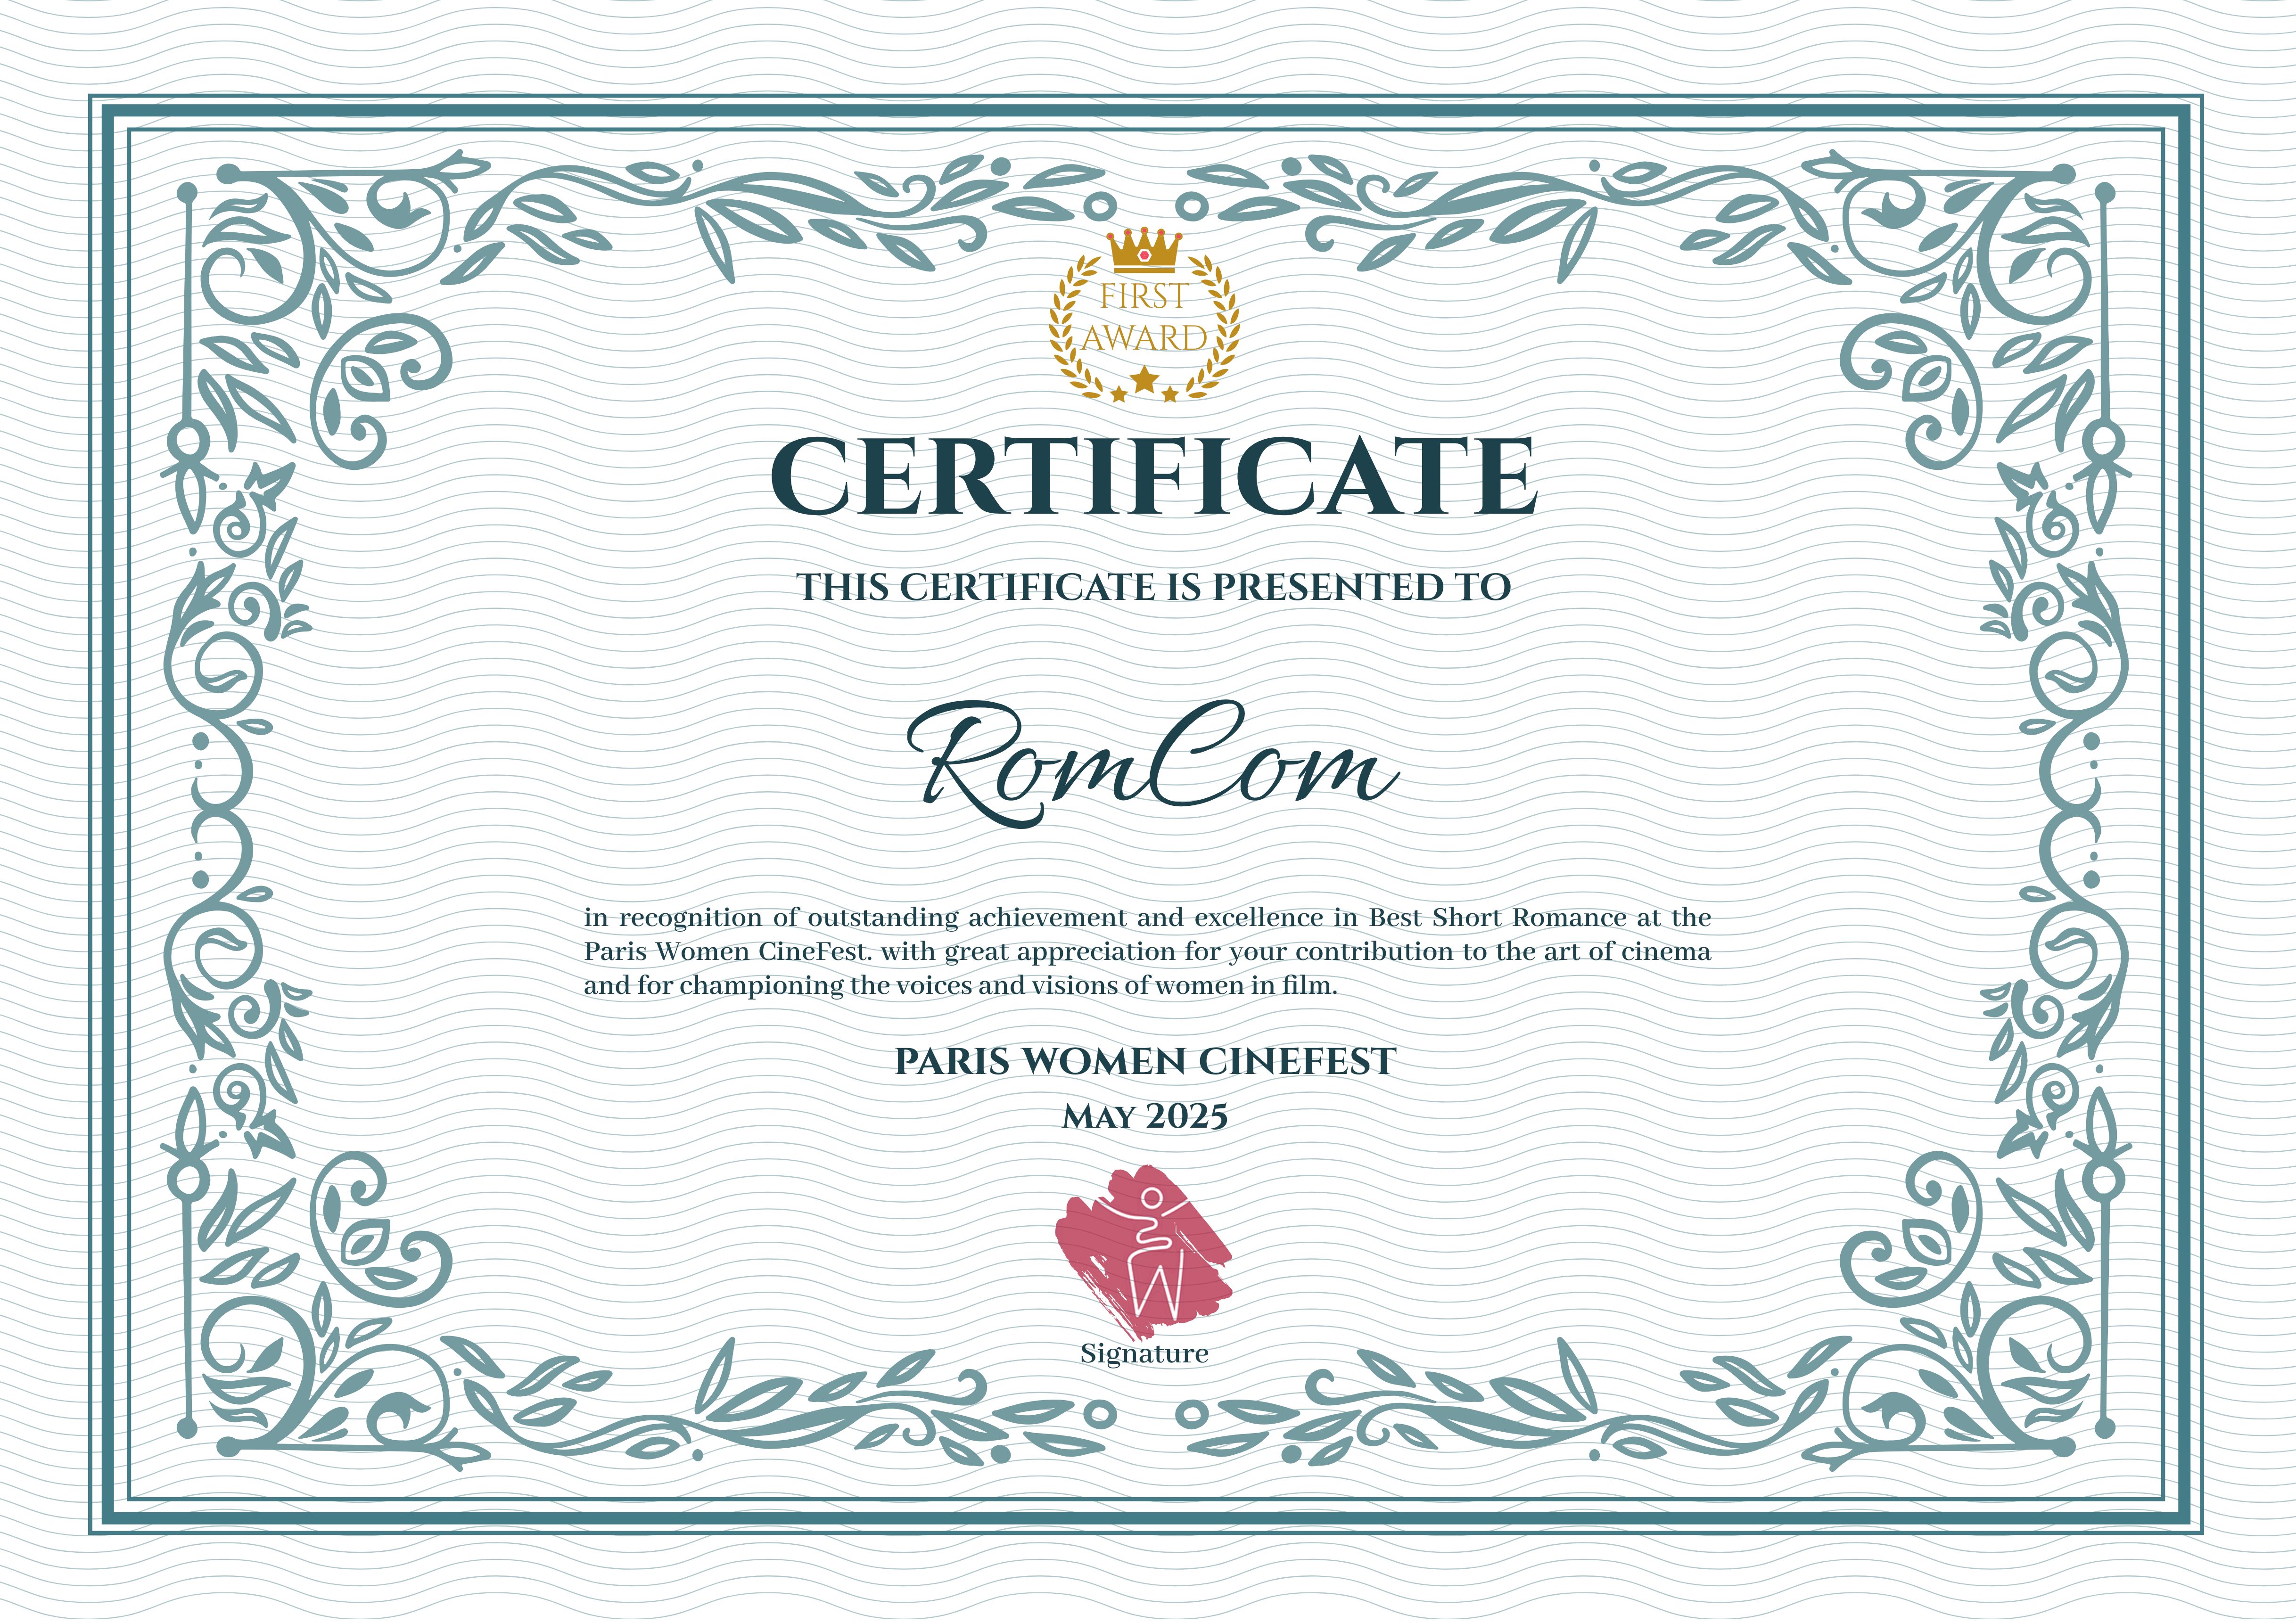 FIRST
AWARD
CERTIFICATE
THIS CERTIFICATE IS PRESENTED TO
RomCom
in recognition of outstanding achievement and excellence in Best Short Romance at the
Paris Women CineFest. with great appreciation for your contribution to the art of cinema
and for championing the voices and visions of women in film.
PARIS WOMEN CINEFEST
MAY 2025
Signature